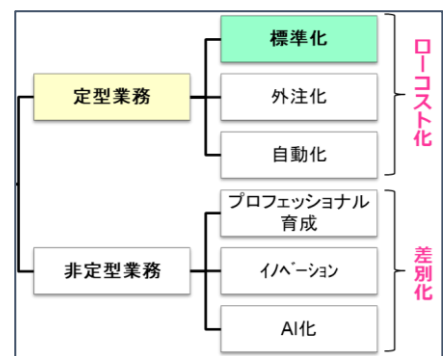 標準化
定型業務
外注化
自動化
ローコスト化
プロフェッショナル
育成
非定型業務
イノベーション
AI化
差別化